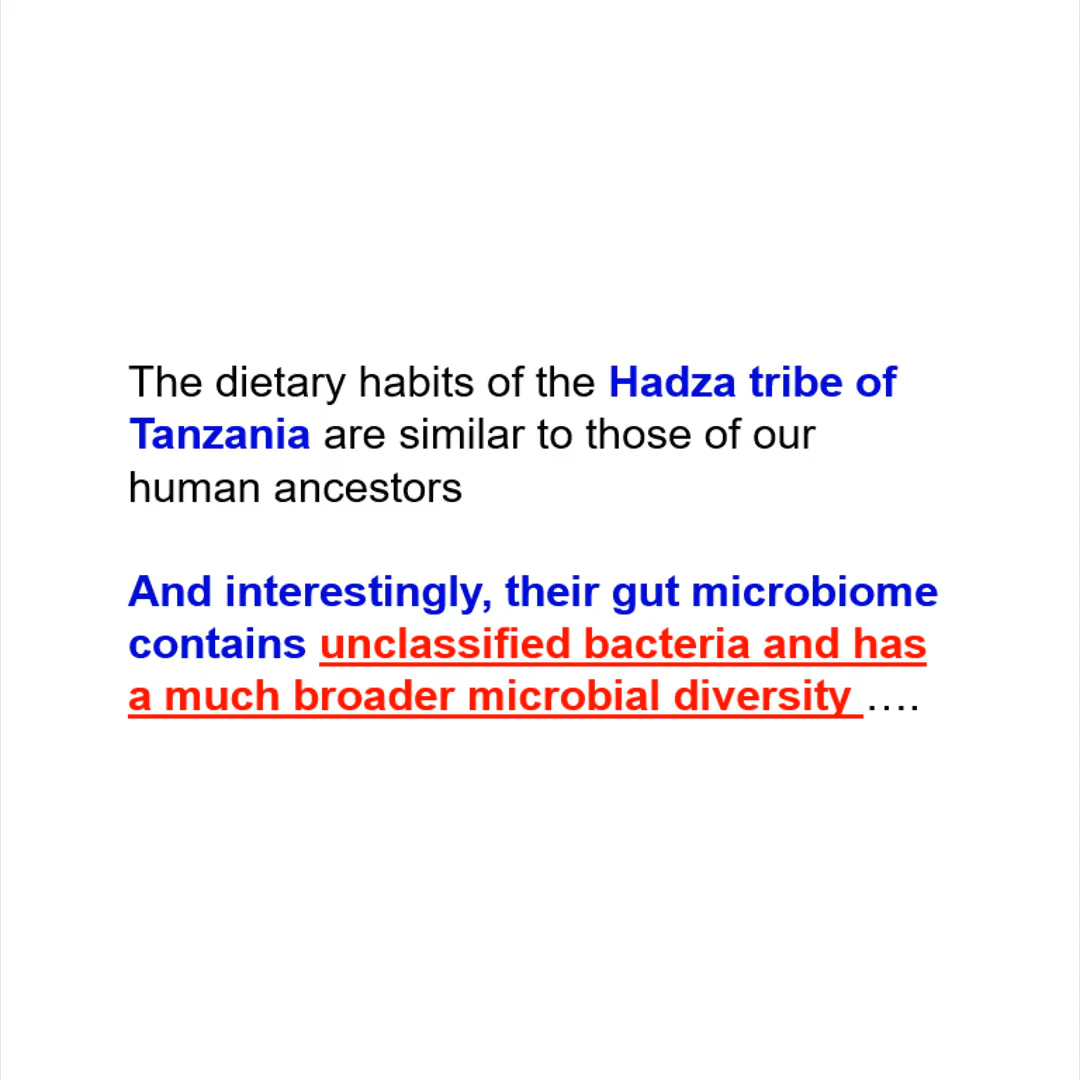 The dietary habits of the Hadza tribe of
Tanzania are similar to those of our
human ancestors
And interestingly, their gut microbiome
contains unclassified bacteria and has
a much broader microbial diversity ….